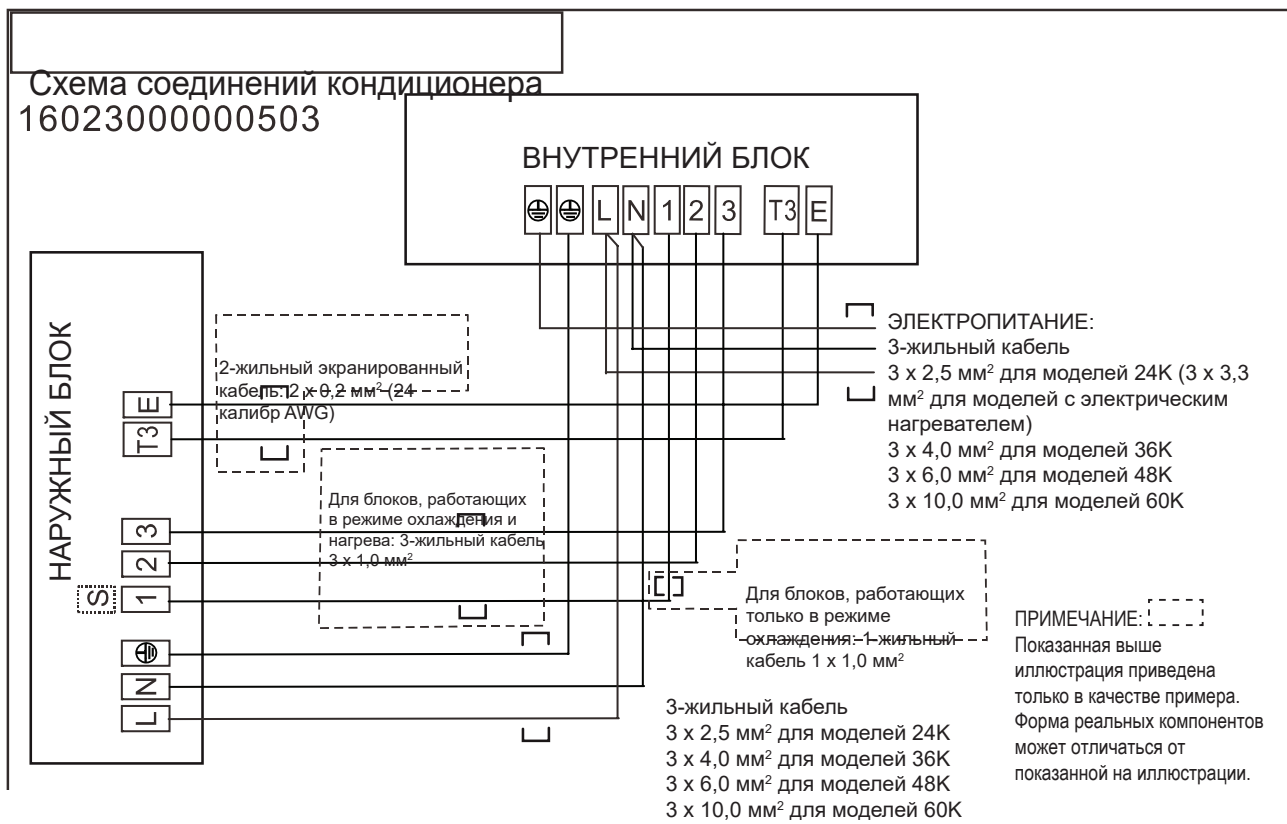 Схема соединений кондиционера
16023000000503
ВНУТРЕННИЙ БЛОК
L N 1 2 3 T3 E
НАРУЖНЫЙ БЛОК
E
T3
3
2
S 1
N
L
2-жильный экранированный
кабель: 2 x 0,2 мм² (24
калибр AWG)
Для блоков, работающих
в режиме охлаждения и
нагрева: 3-жильный кабель
3 x 1,0 мм²
ЭЛЕКТРОПИТАНИЕ:
3-жильный кабель
3 x 2,5 мм² для моделей 24K (3 x 3,3
мм² для моделей с электрическим
нагревателем)
3 x 4,0 мм² для моделей 36K
3 x 6,0 мм² для моделей 48K
3 x 10,0 мм² для моделей 60K
Для блоков, работающих
только в режиме
охлаждения: 1-жильный
кабель 1 x 1,0 мм²
3-жильный кабель
3 x 2,5 мм² для моделей 24K
3 x 4,0 мм² для моделей 36K
3 x 6,0 мм² для моделей 48K
3 x 10,0 мм² для моделей 60K
ПРИМЕЧАНИЕ:
Показанная выше
иллюстрация приведена
только в качестве примера.
Форма реальных компонентов
может отличаться от
показанной на иллюстрации.